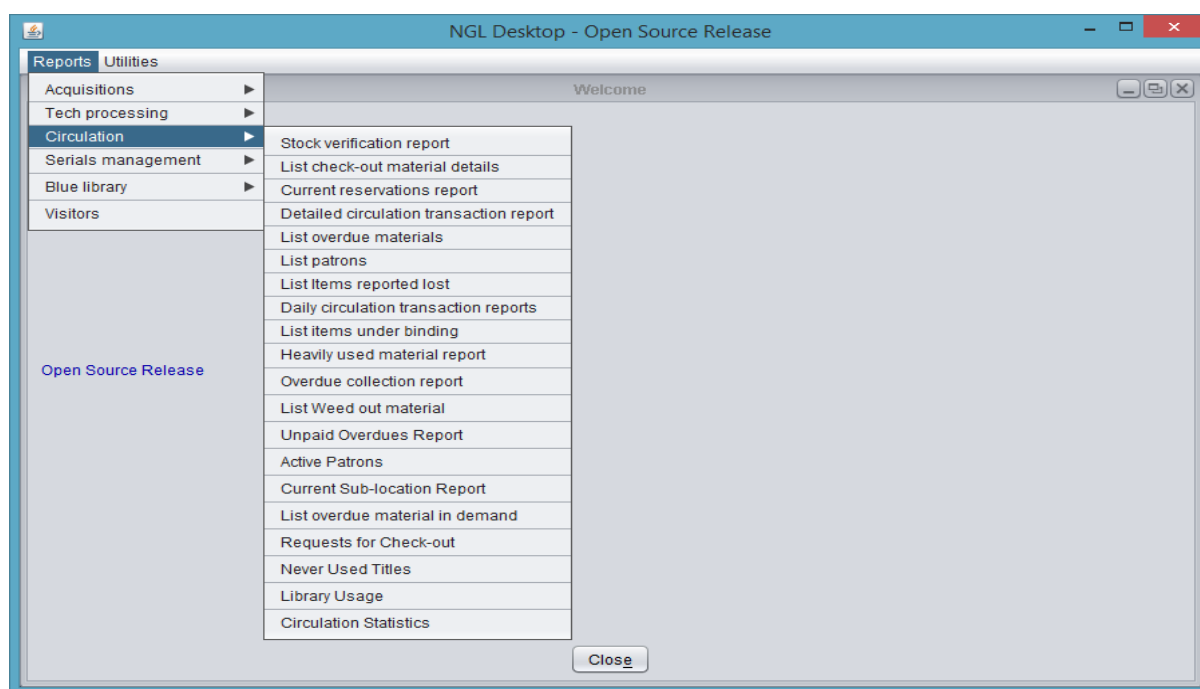 NGL Desktop - Open Source Release
Reports Utilities
Welcome
Acquisitions
Tech processing
Circulation
Serials management
Blue library
Visitors
Stock verification report
List check-out material details
Current reservations report
Detailed circulation transaction report
List overdue materials
List patrons
List Items reported lost
Daily circulation transaction reports
List items under binding
Heavily used material report
Overdue collection report
List Weed out material
Unpaid Overdues Report
Active Patrons
Current Sub-location Report
List overdue material in demand
Requests for Check-out
Never Used Titles
Library Usage
Circulation Statistics
Open Source Release
Close